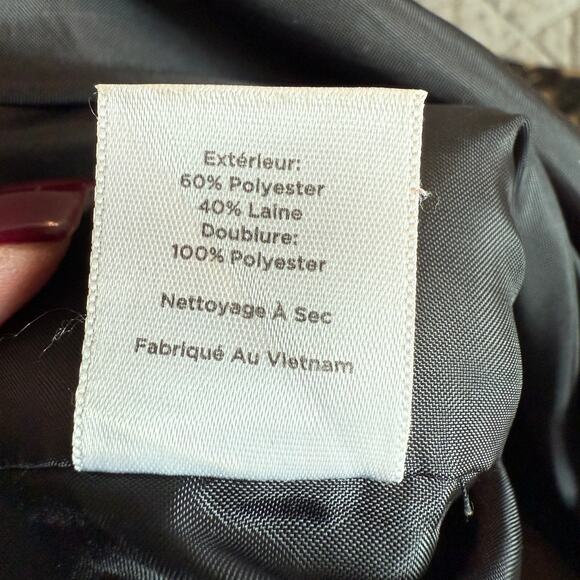 Extérieur:
60% Polyester
40% Laine
Doublure:
100% Polyester
Nettoyage À Sec
Fabriqué Au Vietnam